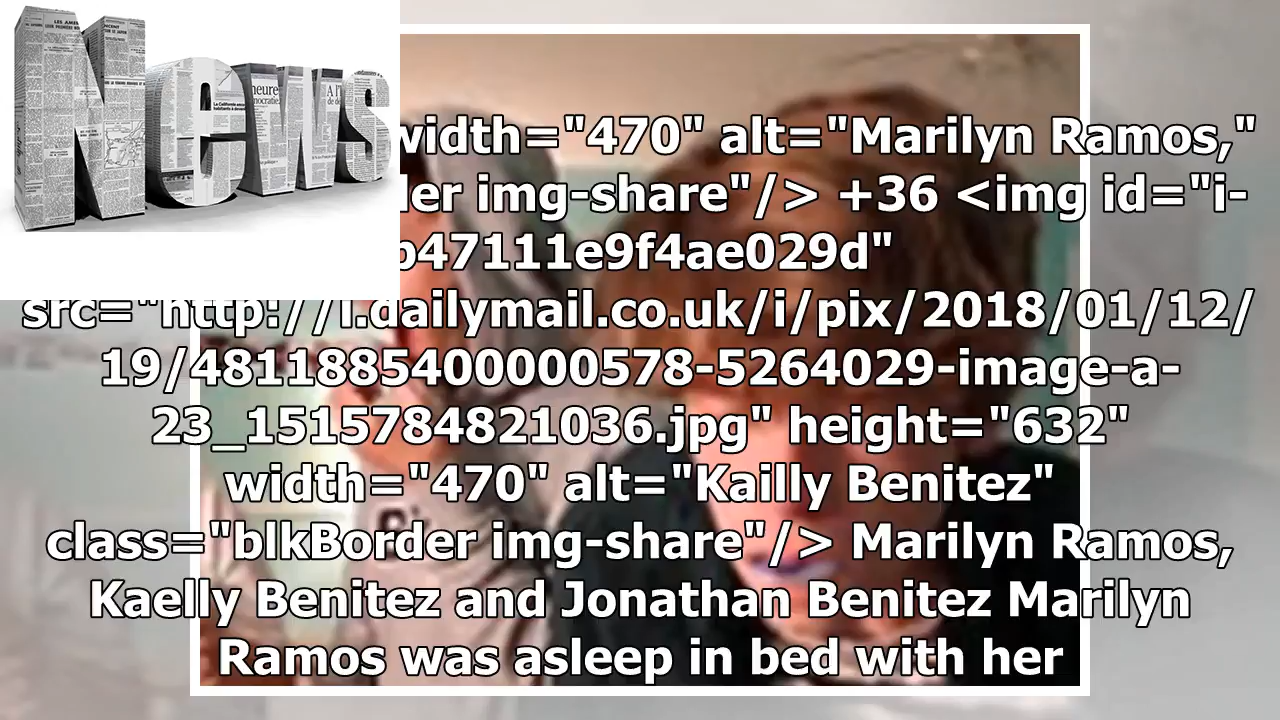 News
width="470" alt="Marilyn Ramos,"
img-share"/> +36 <img id="i-
b47111e9f4ae029d"
src="http://i.dailymail.co.uk/i/pix/2018/01/12/
19/4811885400000578-5264029-image-a-
23_1515784821036.jpg" height="632"
width="470" alt="Kailly Benitez"
class="blkBorder img-share"/> Marilyn Ramos,
Kaelly Benitez and Jonathan Benitez Marilyn
Ramos was asleep in bed with her